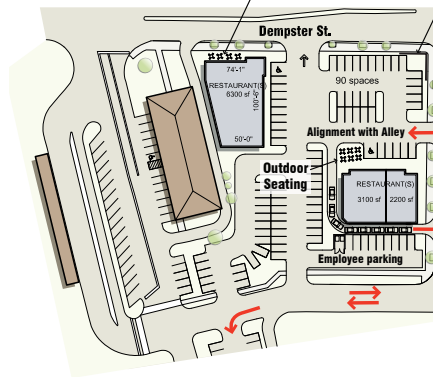 Dempster St.
74'-1"
RESTAURANT(S)
6300 sf
100'-6"
50'-0"
90 spaces
Alignment with Alley
Outdoor
Seating
RESTAURANT(S)
3100 sf
2200 sf
Employee parking